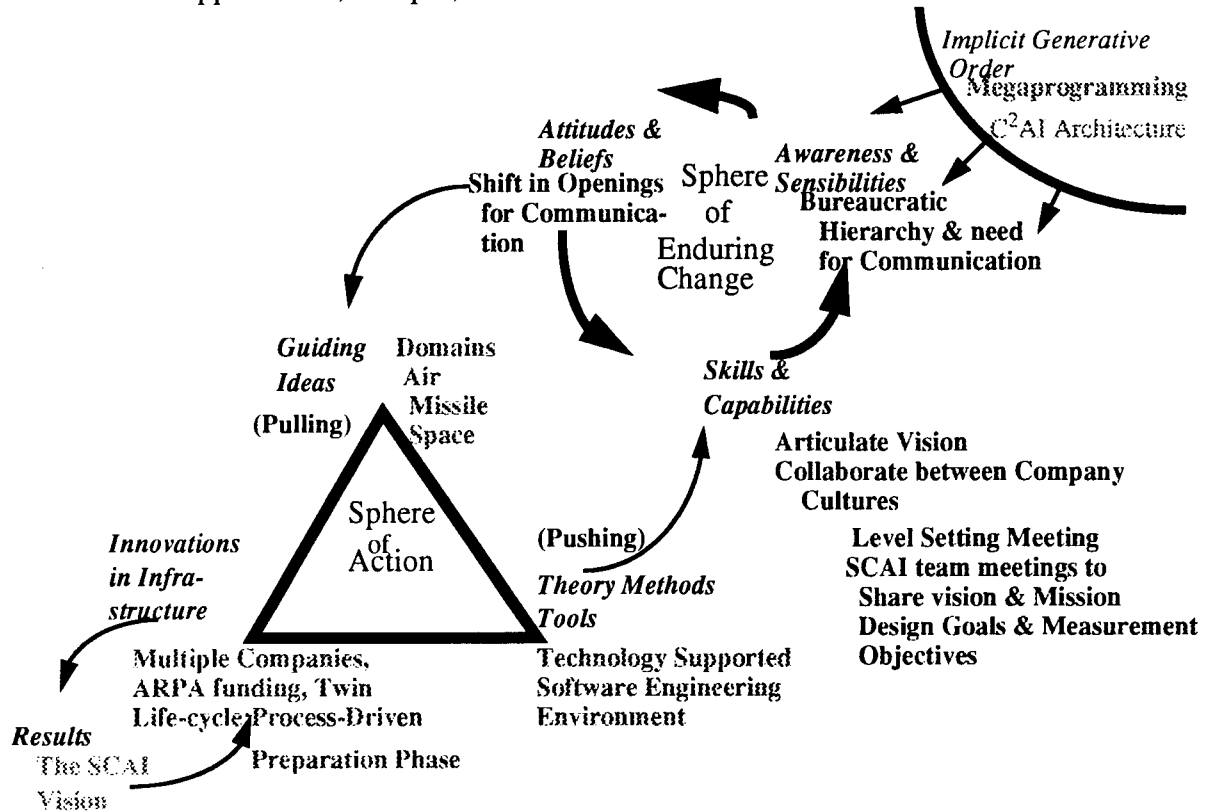 Implicit Generative
Order
Megaprogramming
C²AI Architecture
Attitudes &
Beliefs
Shift in Openings
for Communica-
tion
Sphere
of
Enduring
Change
Awareness &
Sensibilities
Bureaucratic
Hierarchy & need
for Communication
Guiding
Ideas
(Pulling)
Domains
Air
Missile
Space
Skills &
Capabilities
Articulate Vision
Collaborate between Company
Cultures
Level Setting Meeting
SCAI team meetings to
Share vision & Mission
Design Goals & Measurement
Objectives
Sphere
of
Action
(Pushing)
Theory Methods
Tools
Technology Supported
Software Engineering
Environment
Innovations
in Infra-
structure
Multiple Companies,
ARPA funding, Twin
Life-cycle, Process-Driven
Preparation Phase
Results
The SCAI
Vision